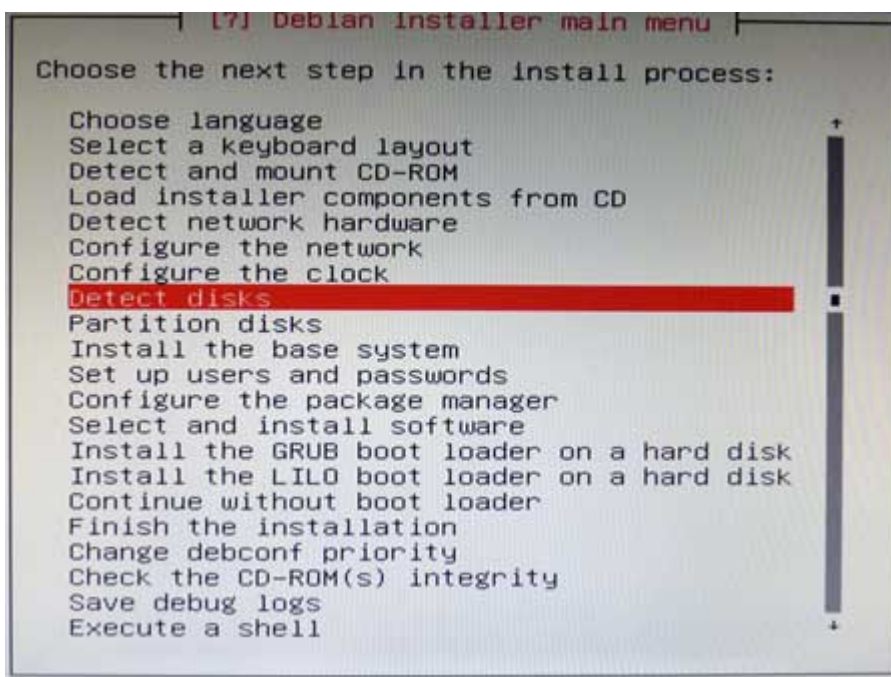 [?] Debian installer main menu
Choose the next step in the install process:
Choose language
Select a keyboard layout
Detect and mount CD-ROM
Load installer components from CD
Detect network hardware
Configure the network
Configure the clock
Detect disks
Partition disks
Install the base system
Set up users and passwords
Configure the package manager
Select and install software
Install the GRUB boot loader on a hard disk
Install the LILO boot loader on a hard disk
Continue without boot loader
Finish the installation
Change debconf priority
Check the CD-ROM(s) integrity
Save debug logs
Execute a shell